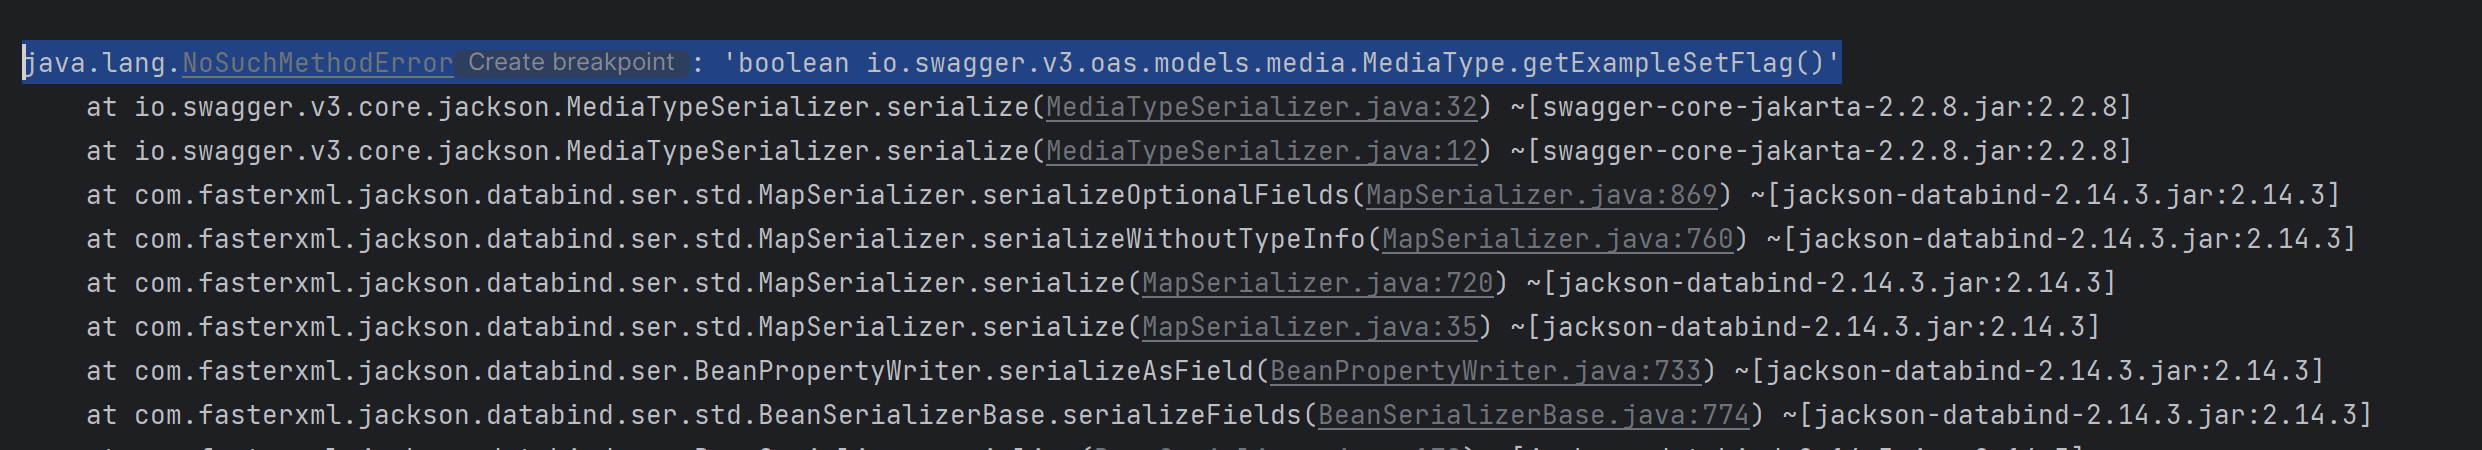 java.lang.NoSuchMethodError Create breakpoint : 'boolean io.swagger.v3.oas.models.media.MediaType.getExampleSetFlag()'
at io.swagger.v3.core.jackson.MediaTypeSerializer.serialize(MediaTypeSerializer.java:32) ~[swagger-core-jakarta-2.2.8.jar:2.2.8]
at io.swagger.v3.core.jackson.MediaTypeSerializer.serialize(MediaTypeSerializer.java:12) ~[swagger-core-jakarta-2.2.8.jar:2.2.8]
at com.fasterxml.jackson.databind.ser.std.MapSerializer.serializeOptionalFields(MapSerializer.java:869) ~[jackson-databind-2.14.3.jar:2.14.3]
at com.fasterxml.jackson.databind.ser.std.MapSerializer.serializeWithoutTypeInfo(MapSerializer.java:760) ~[jackson-databind-2.14.3.jar:2.14.3]
at com.fasterxml.jackson.databind.ser.std.MapSerializer.serialize(MapSerializer.java:720) ~[jackson-databind-2.14.3.jar:2.14.3]
at com.fasterxml.jackson.databind.ser.std.MapSerializer.serialize(MapSerializer.java:35) ~[jackson-databind-2.14.3.jar:2.14.3]
at com.fasterxml.jackson.databind.ser.BeanPropertyWriter.serializeAsField(BeanPropertyWriter.java:733) ~[jackson-databind-2.14.3.jar:2.14.3]
at com.fasterxml.jackson.databind.ser.std.BeanSerializerBase.serializeFields(BeanSerializerBase.java:774) ~[jackson-databind-2.14.3.jar:2.14.3]